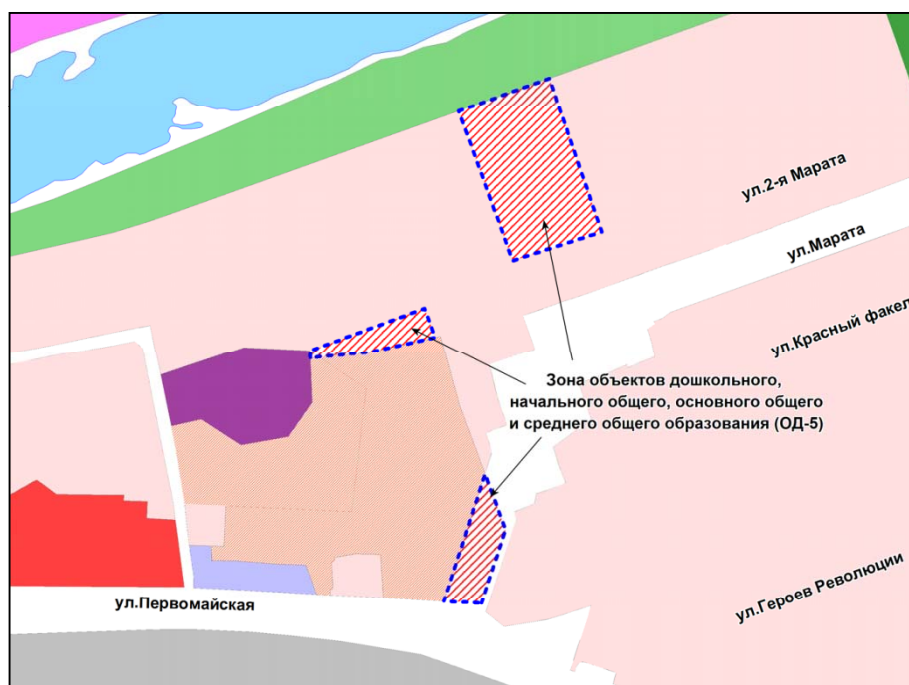 ул.2-я Марата
ул.Марата
ул.Красный факел
Зона объектов дошкольного,
начального общего, основного общего
и среднего общего образования (ОД-5)
ул.Героев Революции
ул.Первомайская